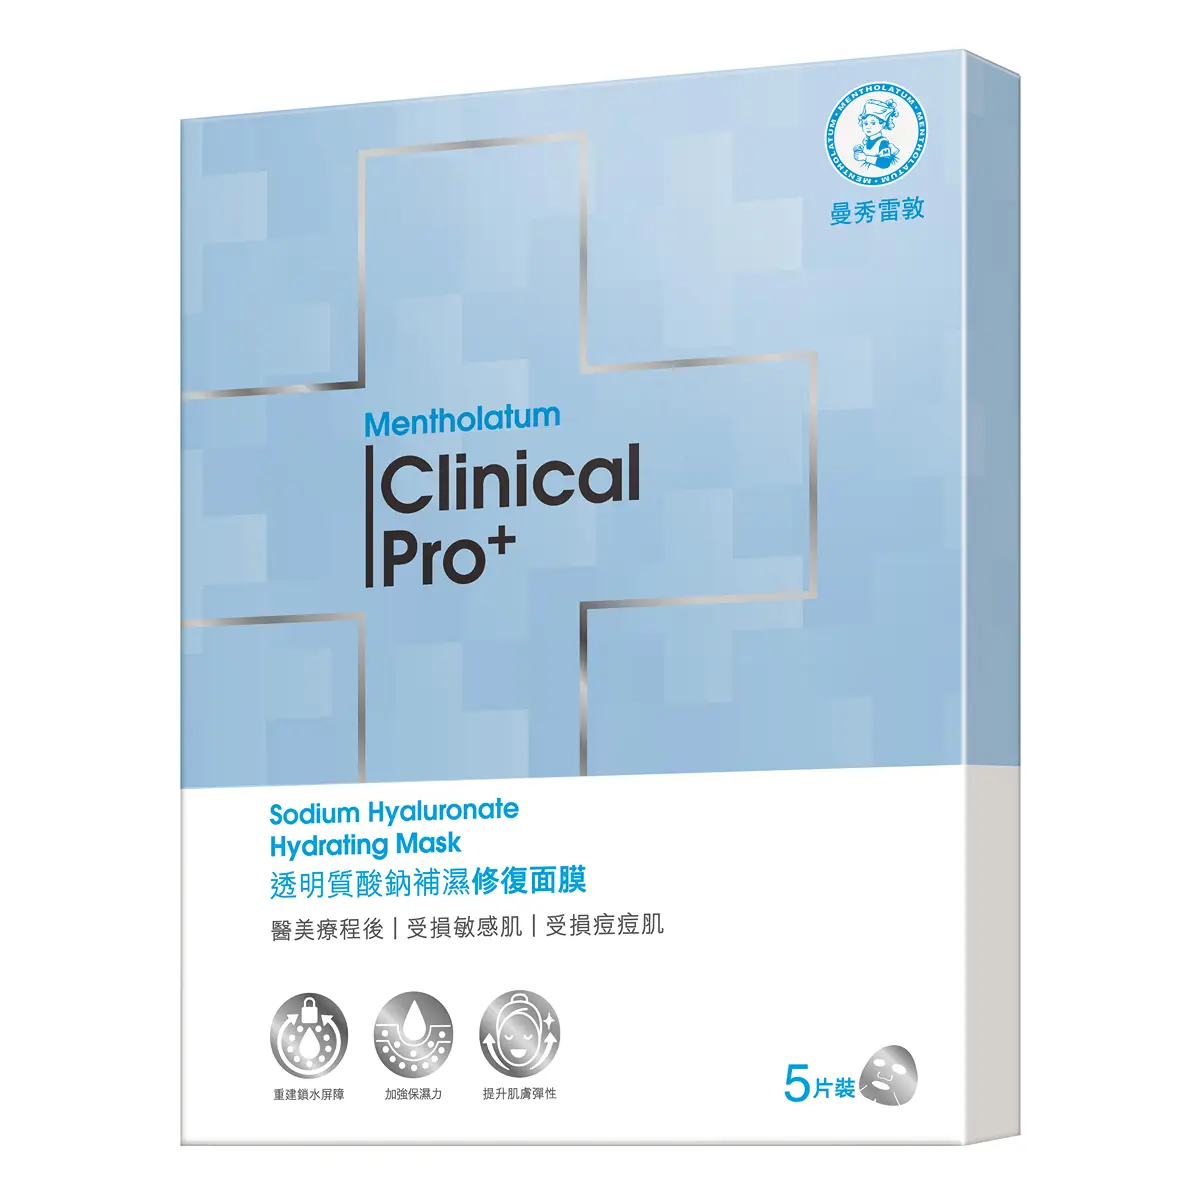 MENTHOLATUM · MENTHOLATUM · MENTHOLATUM · MENTHOLATUM ·
M
曼秀雷敦
Mentholatum
Clinical
Pro+
Sodium Hyaluronate
Hydrating Mask
透明質酸鈉補濕修復面膜
醫美療程後 | 受損敏感肌 | 受損痘痘肌
重建鎖水屏障
加強保濕力
提升肌膚彈性
5片裝